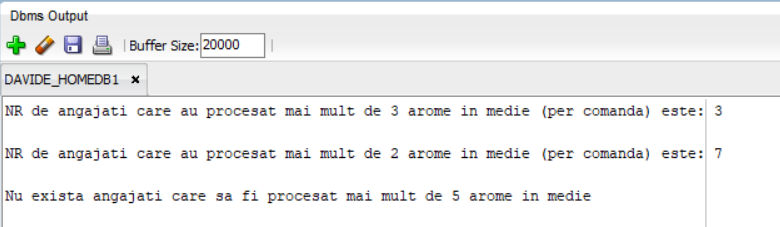 Dbms Output
Buffer Size: 20000
DAVIDE_HOMEDB1 ×
NR de angajati care au procesat mai mult de 3 arome in medie (per comanda) este: 3
NR de angajati care au procesat mai mult de 2 arome in medie (per comanda) este: 7
Nu exista angajati care sa fi procesat mai mult de 5 arome in medie